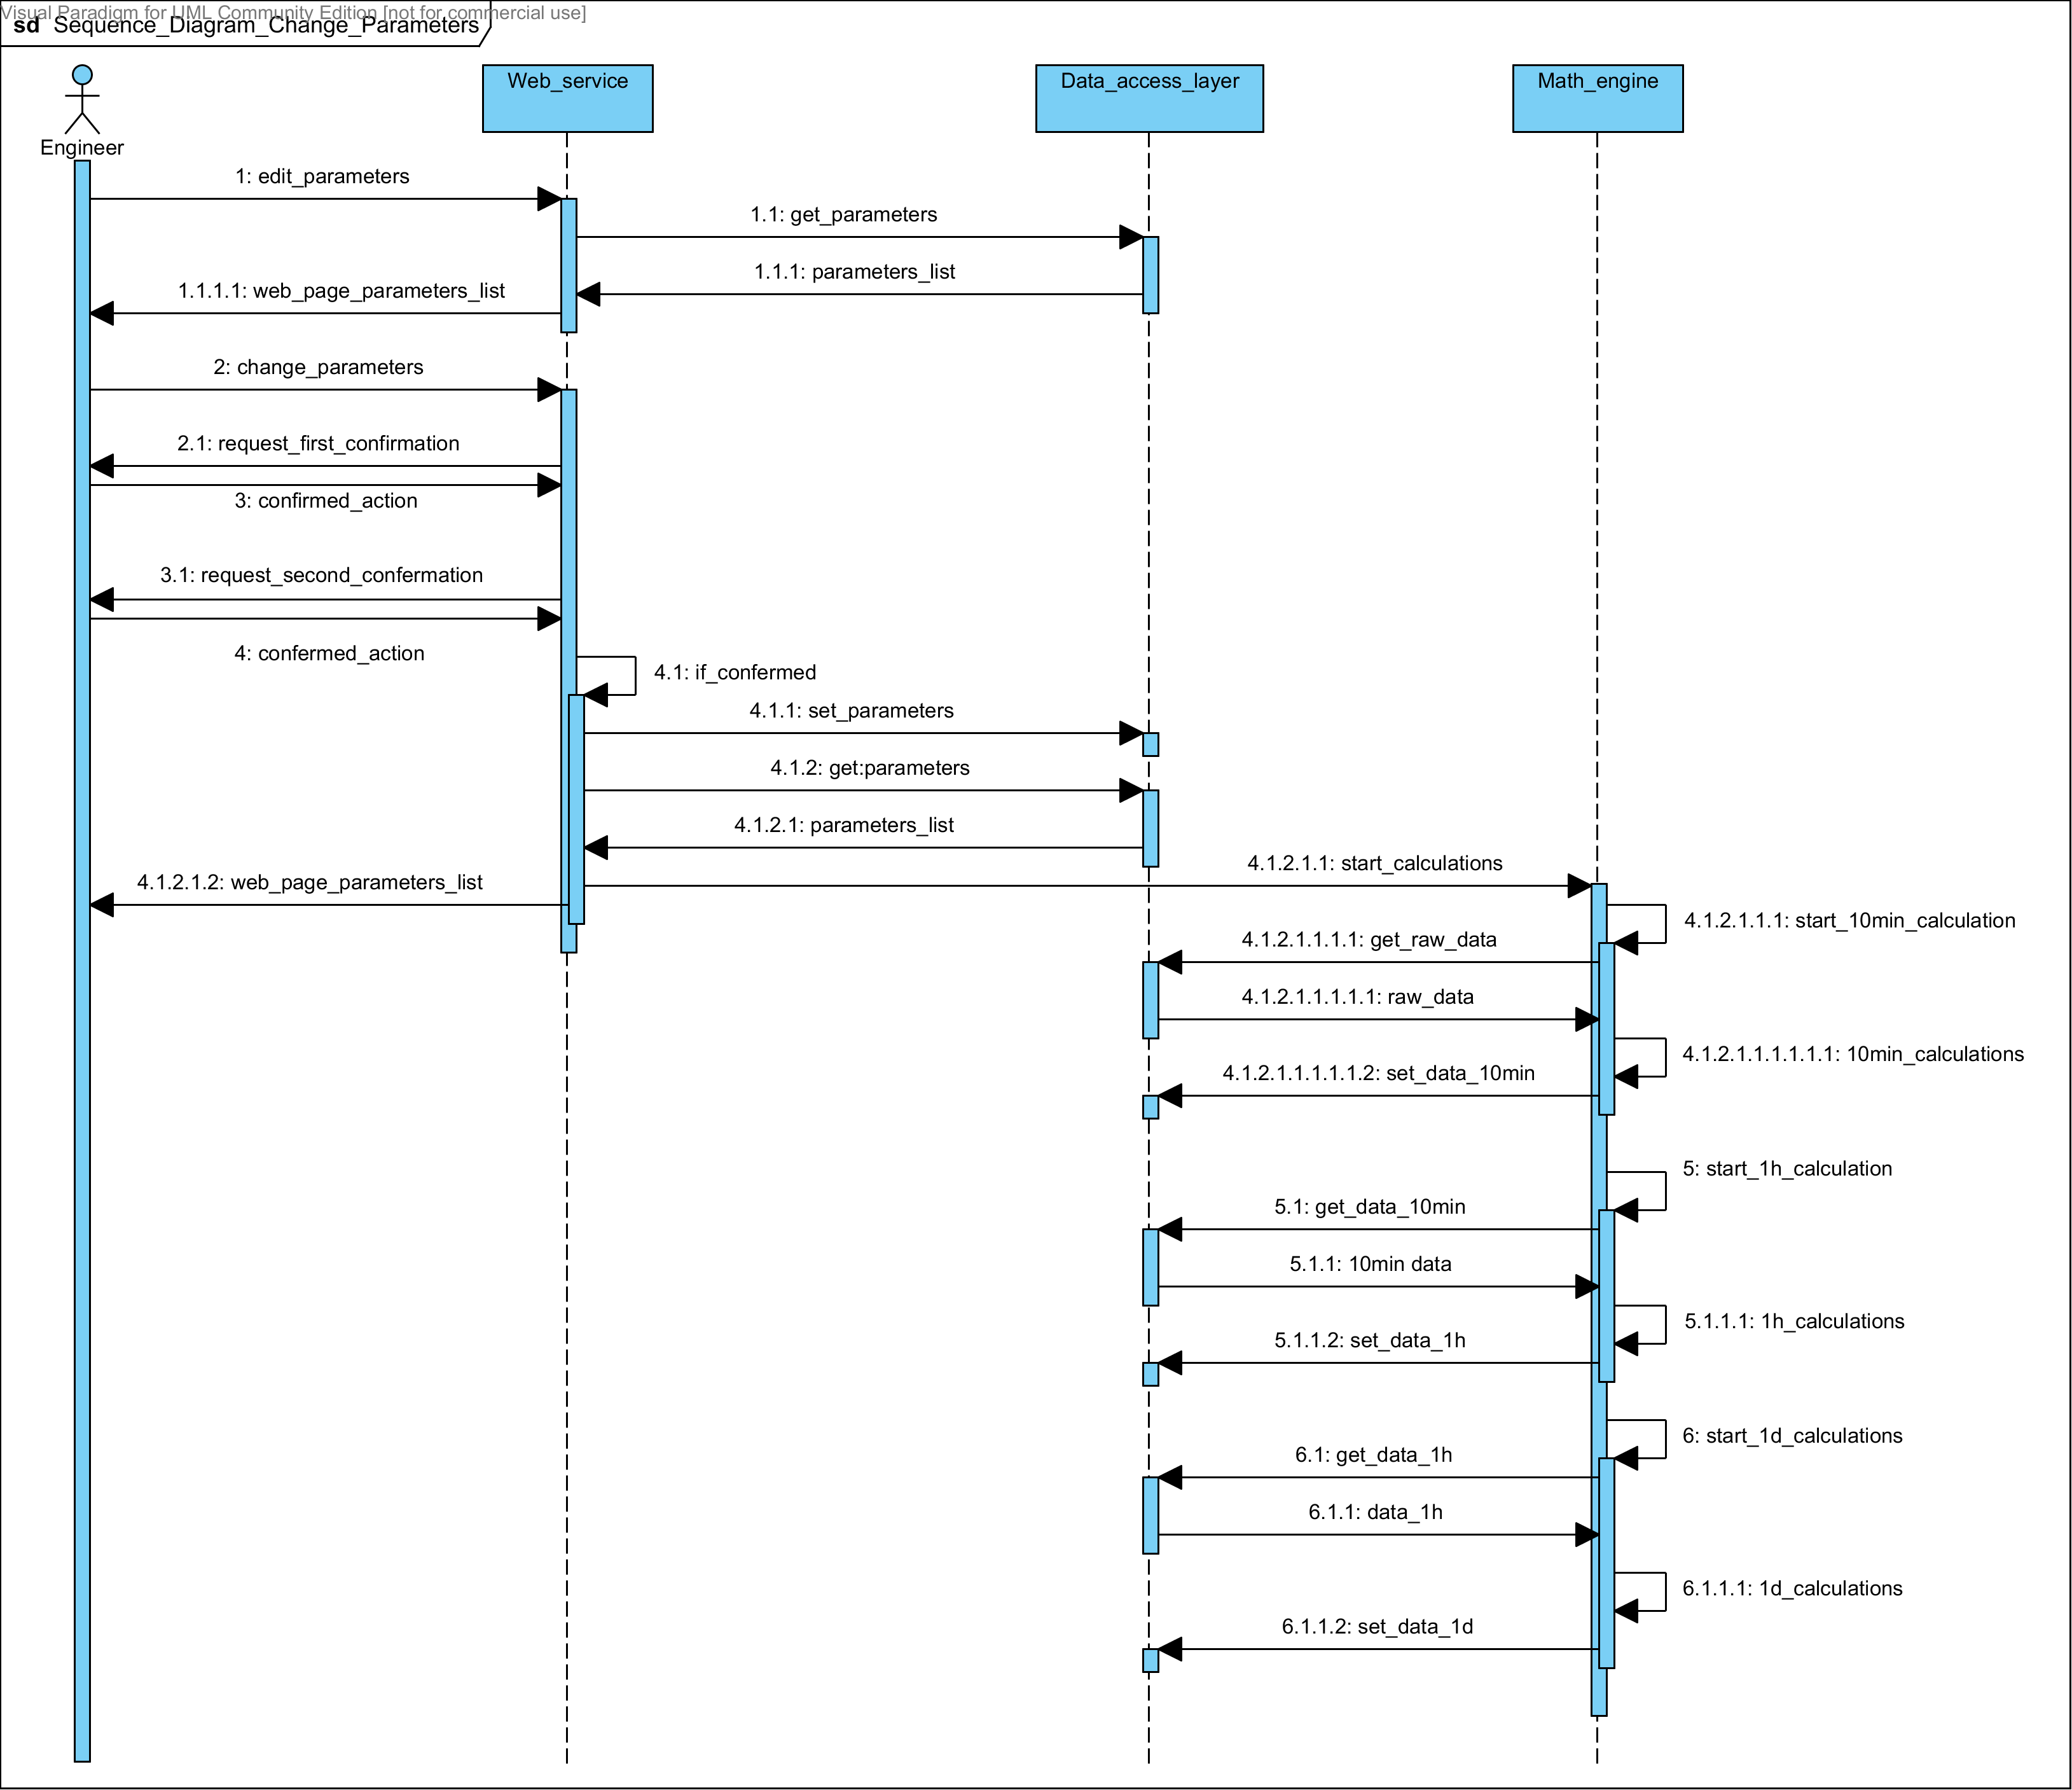 Visual Paradigm for UML Community Edition [not for commercial use]
sd Sequence_Diagram_Change_Parameters
Engineer
Web_service
Data_access_layer
Math_engine
1: edit_parameters
1.1: get_parameters
1.1.1: parameters_list
1.1.1.1: web_page_parameters_list
2: change_parameters
2.1: request_first_confirmation
3: confirmed_action
3.1: request_second_confermation
4: confermed_action
4.1: if_confermed
4.1.1: set_parameters
4.1.2: get:parameters
4.1.2.1: parameters_list
4.1.2.1.1: start_calculations
4.1.2.1.2: web_page_parameters_list
4.1.2.1.1.1: start_10min_calculation
4.1.2.1.1.1.1: get_raw_data
4.1.2.1.1.1.1.1: raw_data
4.1.2.1.1.1.1.1.1: 10min_calculations
4.1.2.1.1.1.1.1.2: set_data_10min
5: start_1h_calculation
5.1: get_data_10min
5.1.1: 10min data
5.1.1.1: 1h_calculations
5.1.1.2: set_data_1h
6: start_1d_calculations
6.1: get_data_1h
6.1.1: data_1h
6.1.1.1: 1d_calculations
6.1.1.2: set_data_1d